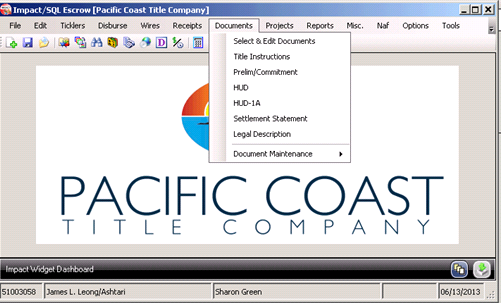 Impact/SQL Escrow [Pacific Coast Title Company]
File Edit Ticklers Disburse Wires Receipts Documents Projects Reports Misc. Naf Options Tools
Select & Edit Documents
Title Instructions
Prelim/Commitment
HUD
HUD-1A
Settlement Statement
Legal Description
Document Maintenance
PACIFIC COAST
TITLE COMPANY
Impact Widget Dashboard
51003058 James L. Leong/Ashtari Sharon Green 06/13/2013